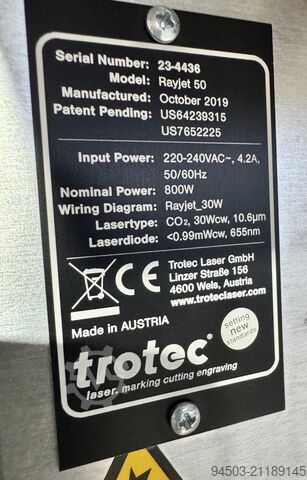 Serial Number: 23-4436
Model: Rayjet 50
Manufactured: October 2019
Patent Pending: US64239315
US7652225
Input Power: 220-240VAC~, 4.2A,
50/60Hz
Nominal Power: 800W
Wiring Diagram: Rayjet_30W
Lasertype: CO₂, 30Wcw, 10.6µm
Laserdiode: <0.99mWcw, 655nm
CE
Trotec Laser GmbH
Linzer Straße 156
4600 Wels, Austria
www.troteclaser.com
Made in AUSTRIA
trotec®
laser. marking cutting engraving
setting
new
standards
94503-21189145